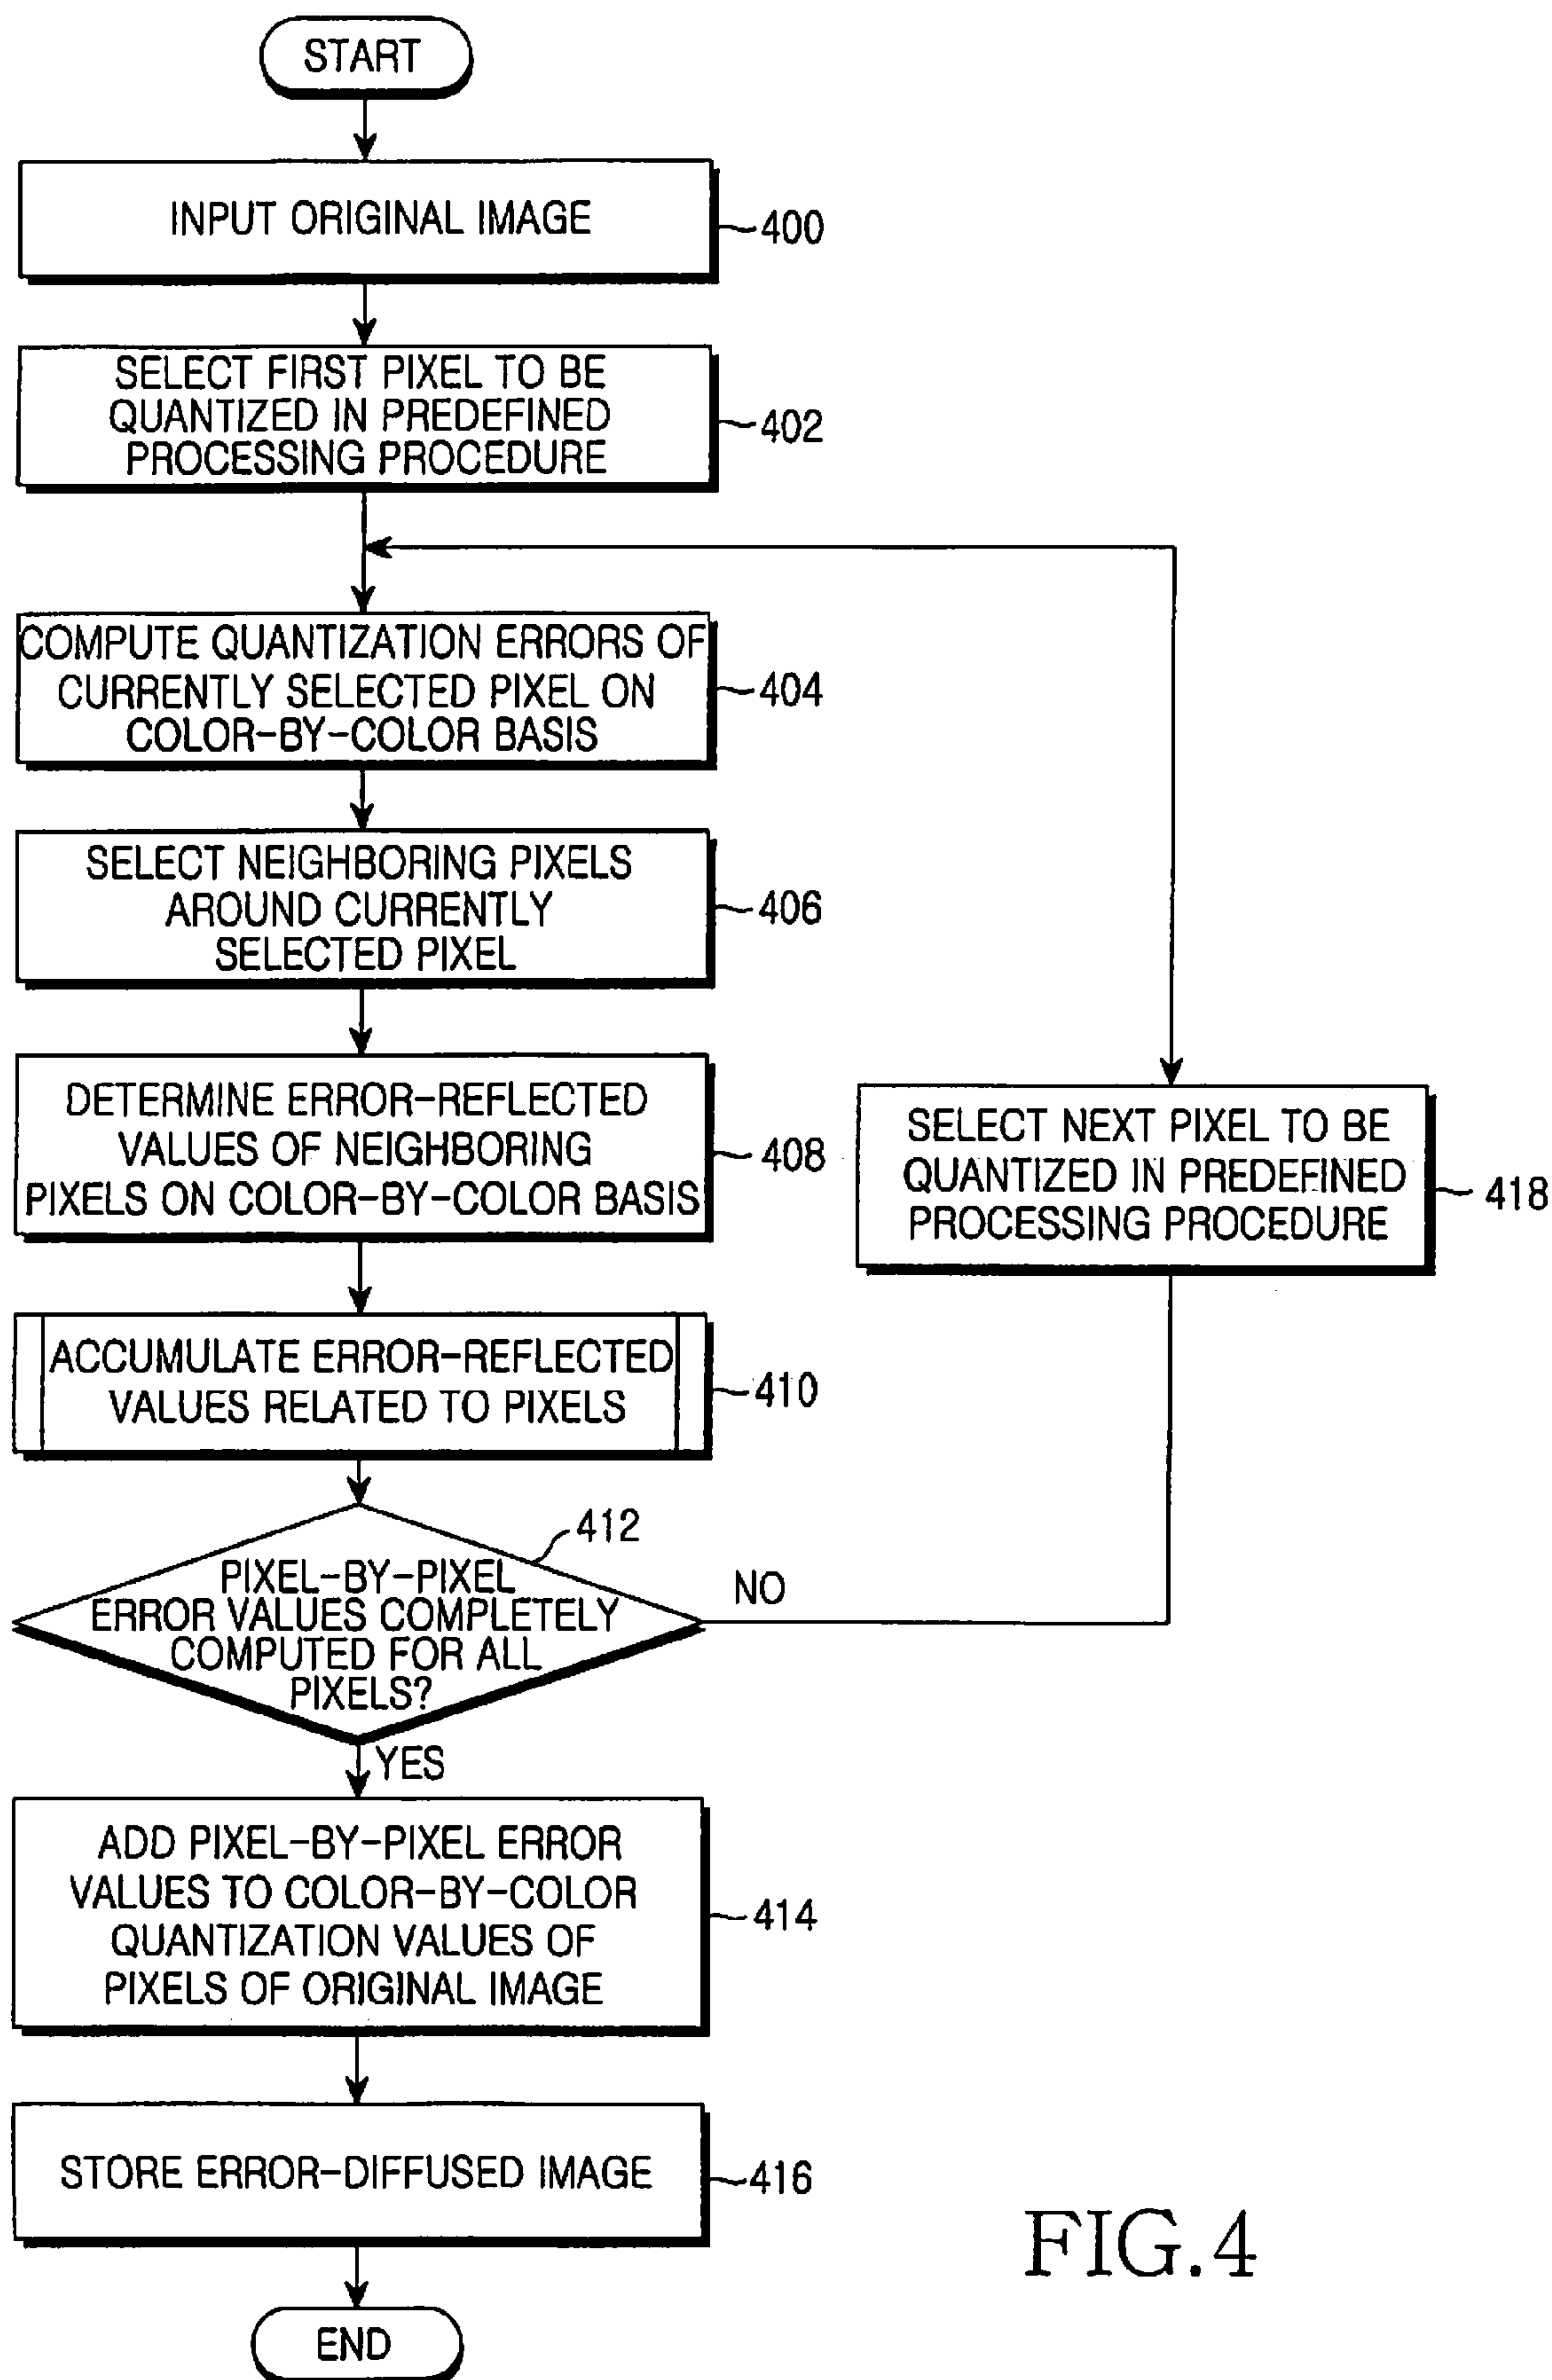 START
INPUT ORIGINAL IMAGE
400
SELECT FIRST PIXEL TO BE
QUANTIZED IN PREDEFINED
PROCESSING PROCEDURE
402
COMPUTE QUANTIZATION ERRORS OF
CURRENTLY SELECTED PIXEL ON
COLOR-BY-COLOR BASIS
404
SELECT NEIGHBORING PIXELS
AROUND CURRENTLY
SELECTED PIXEL
406
DETERMINE ERROR-REFLECTED
VALUES OF NEIGHBORING
PIXELS ON COLOR-BY-COLOR BASIS
408
SELECT NEXT PIXEL TO BE
QUANTIZED IN PREDEFINED
PROCESSING PROCEDURE
418
ACCUMULATE ERROR-REFLECTED
VALUES RELATED TO PIXELS
410
412
PIXEL-BY-PIXEL
ERROR VALUES COMPLETELY
COMPUTED FOR ALL
PIXELS?
NO
YES
ADD PIXEL-BY-PIXEL ERROR
VALUES TO COLOR-BY-COLOR
QUANTIZATION VALUES OF
PIXELS OF ORIGINAL IMAGE
414
STORE ERROR-DIFFUSED IMAGE
416
END
FIG.4